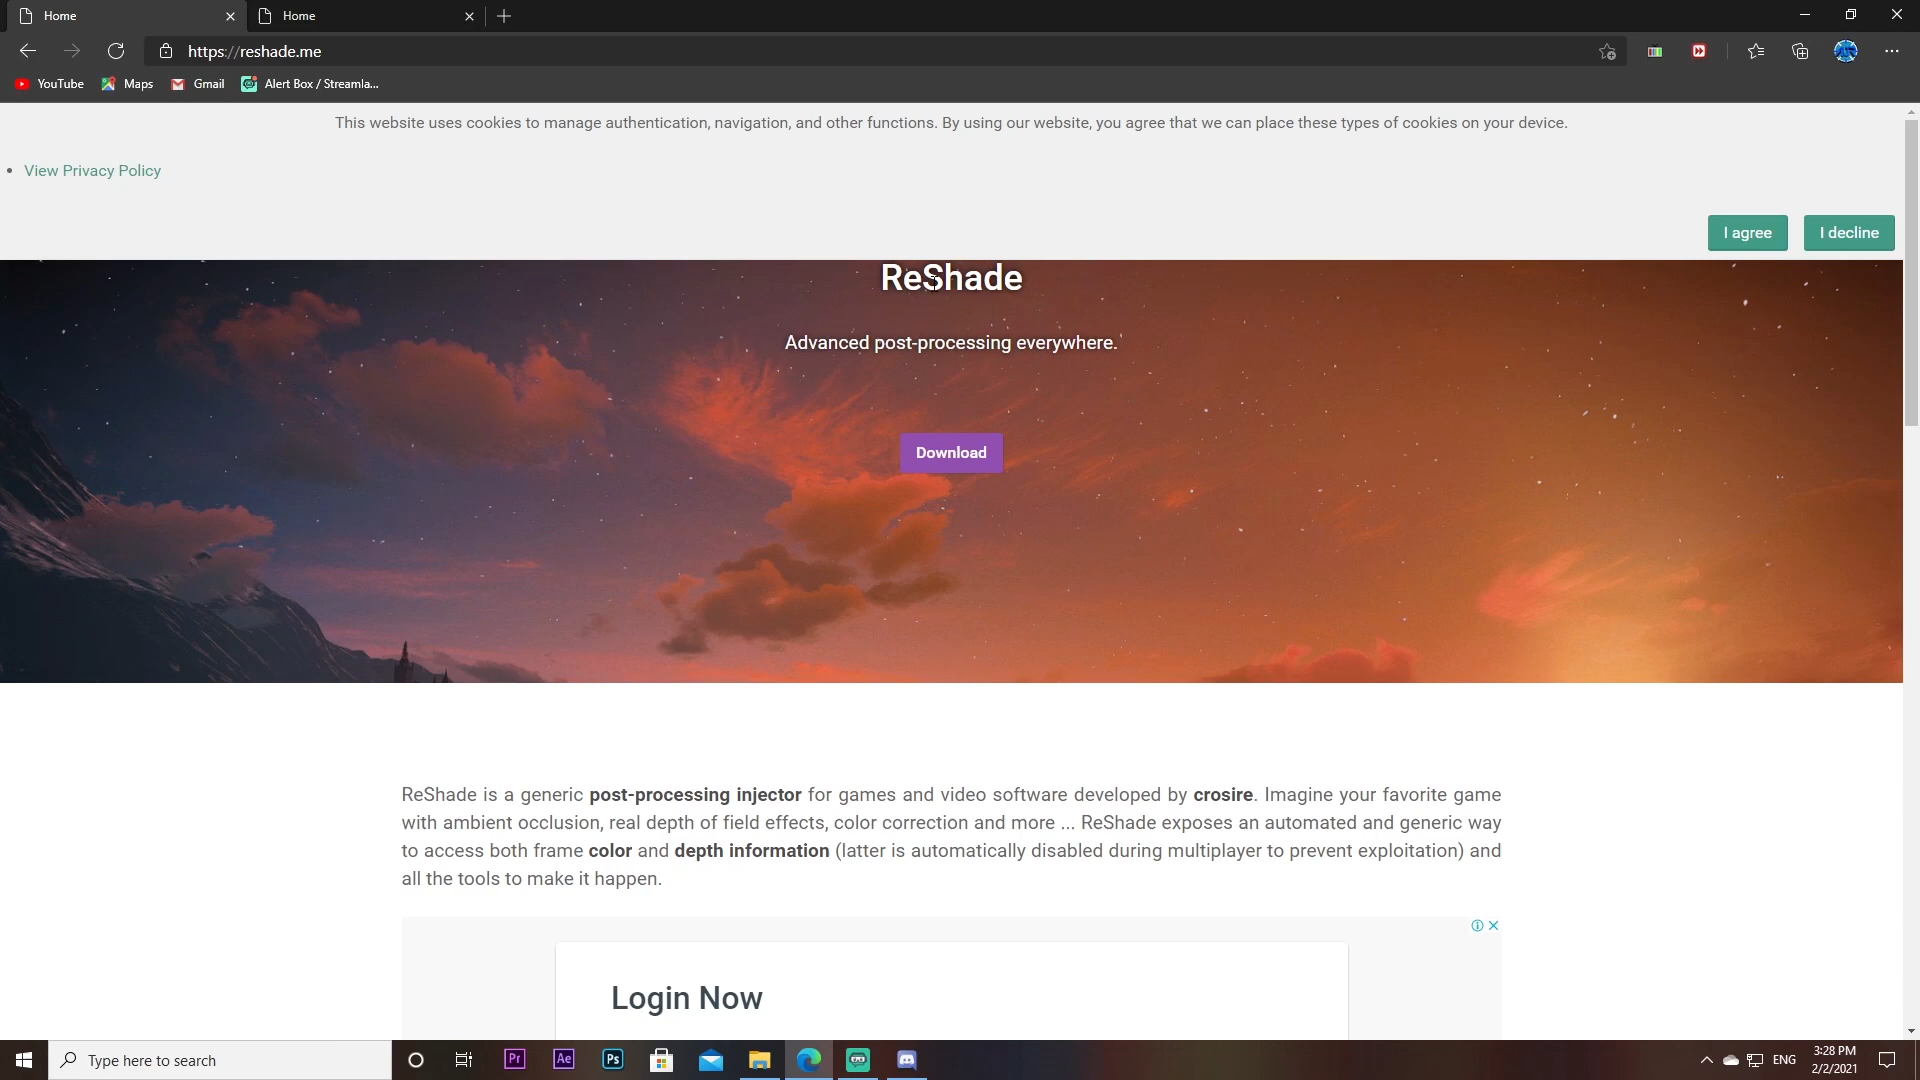 Home
Home
https://reshade.me
YouTube
Maps
Gmail
Alert Box / Streamla...
This website uses cookies to manage authentication, navigation, and other functions. By using our website, you agree that we can place these types of cookies on your device.
• View Privacy Policy
I agree
I decline
ReShade
Advanced post-processing everywhere.
Download
ReShade is a generic post-processing injector for games and video software developed by crosire. Imagine your favorite game
with ambient occlusion, real depth of field effects, color correction and more ... ReShade exposes an automated and generic way
to access both frame color and depth information (latter is automatically disabled during multiplayer to prevent exploitation) and
all the tools to make it happen.
Login Now
Type here to search
Pr
Ae
Ps
ENG
3:28 PM
2/2/2021